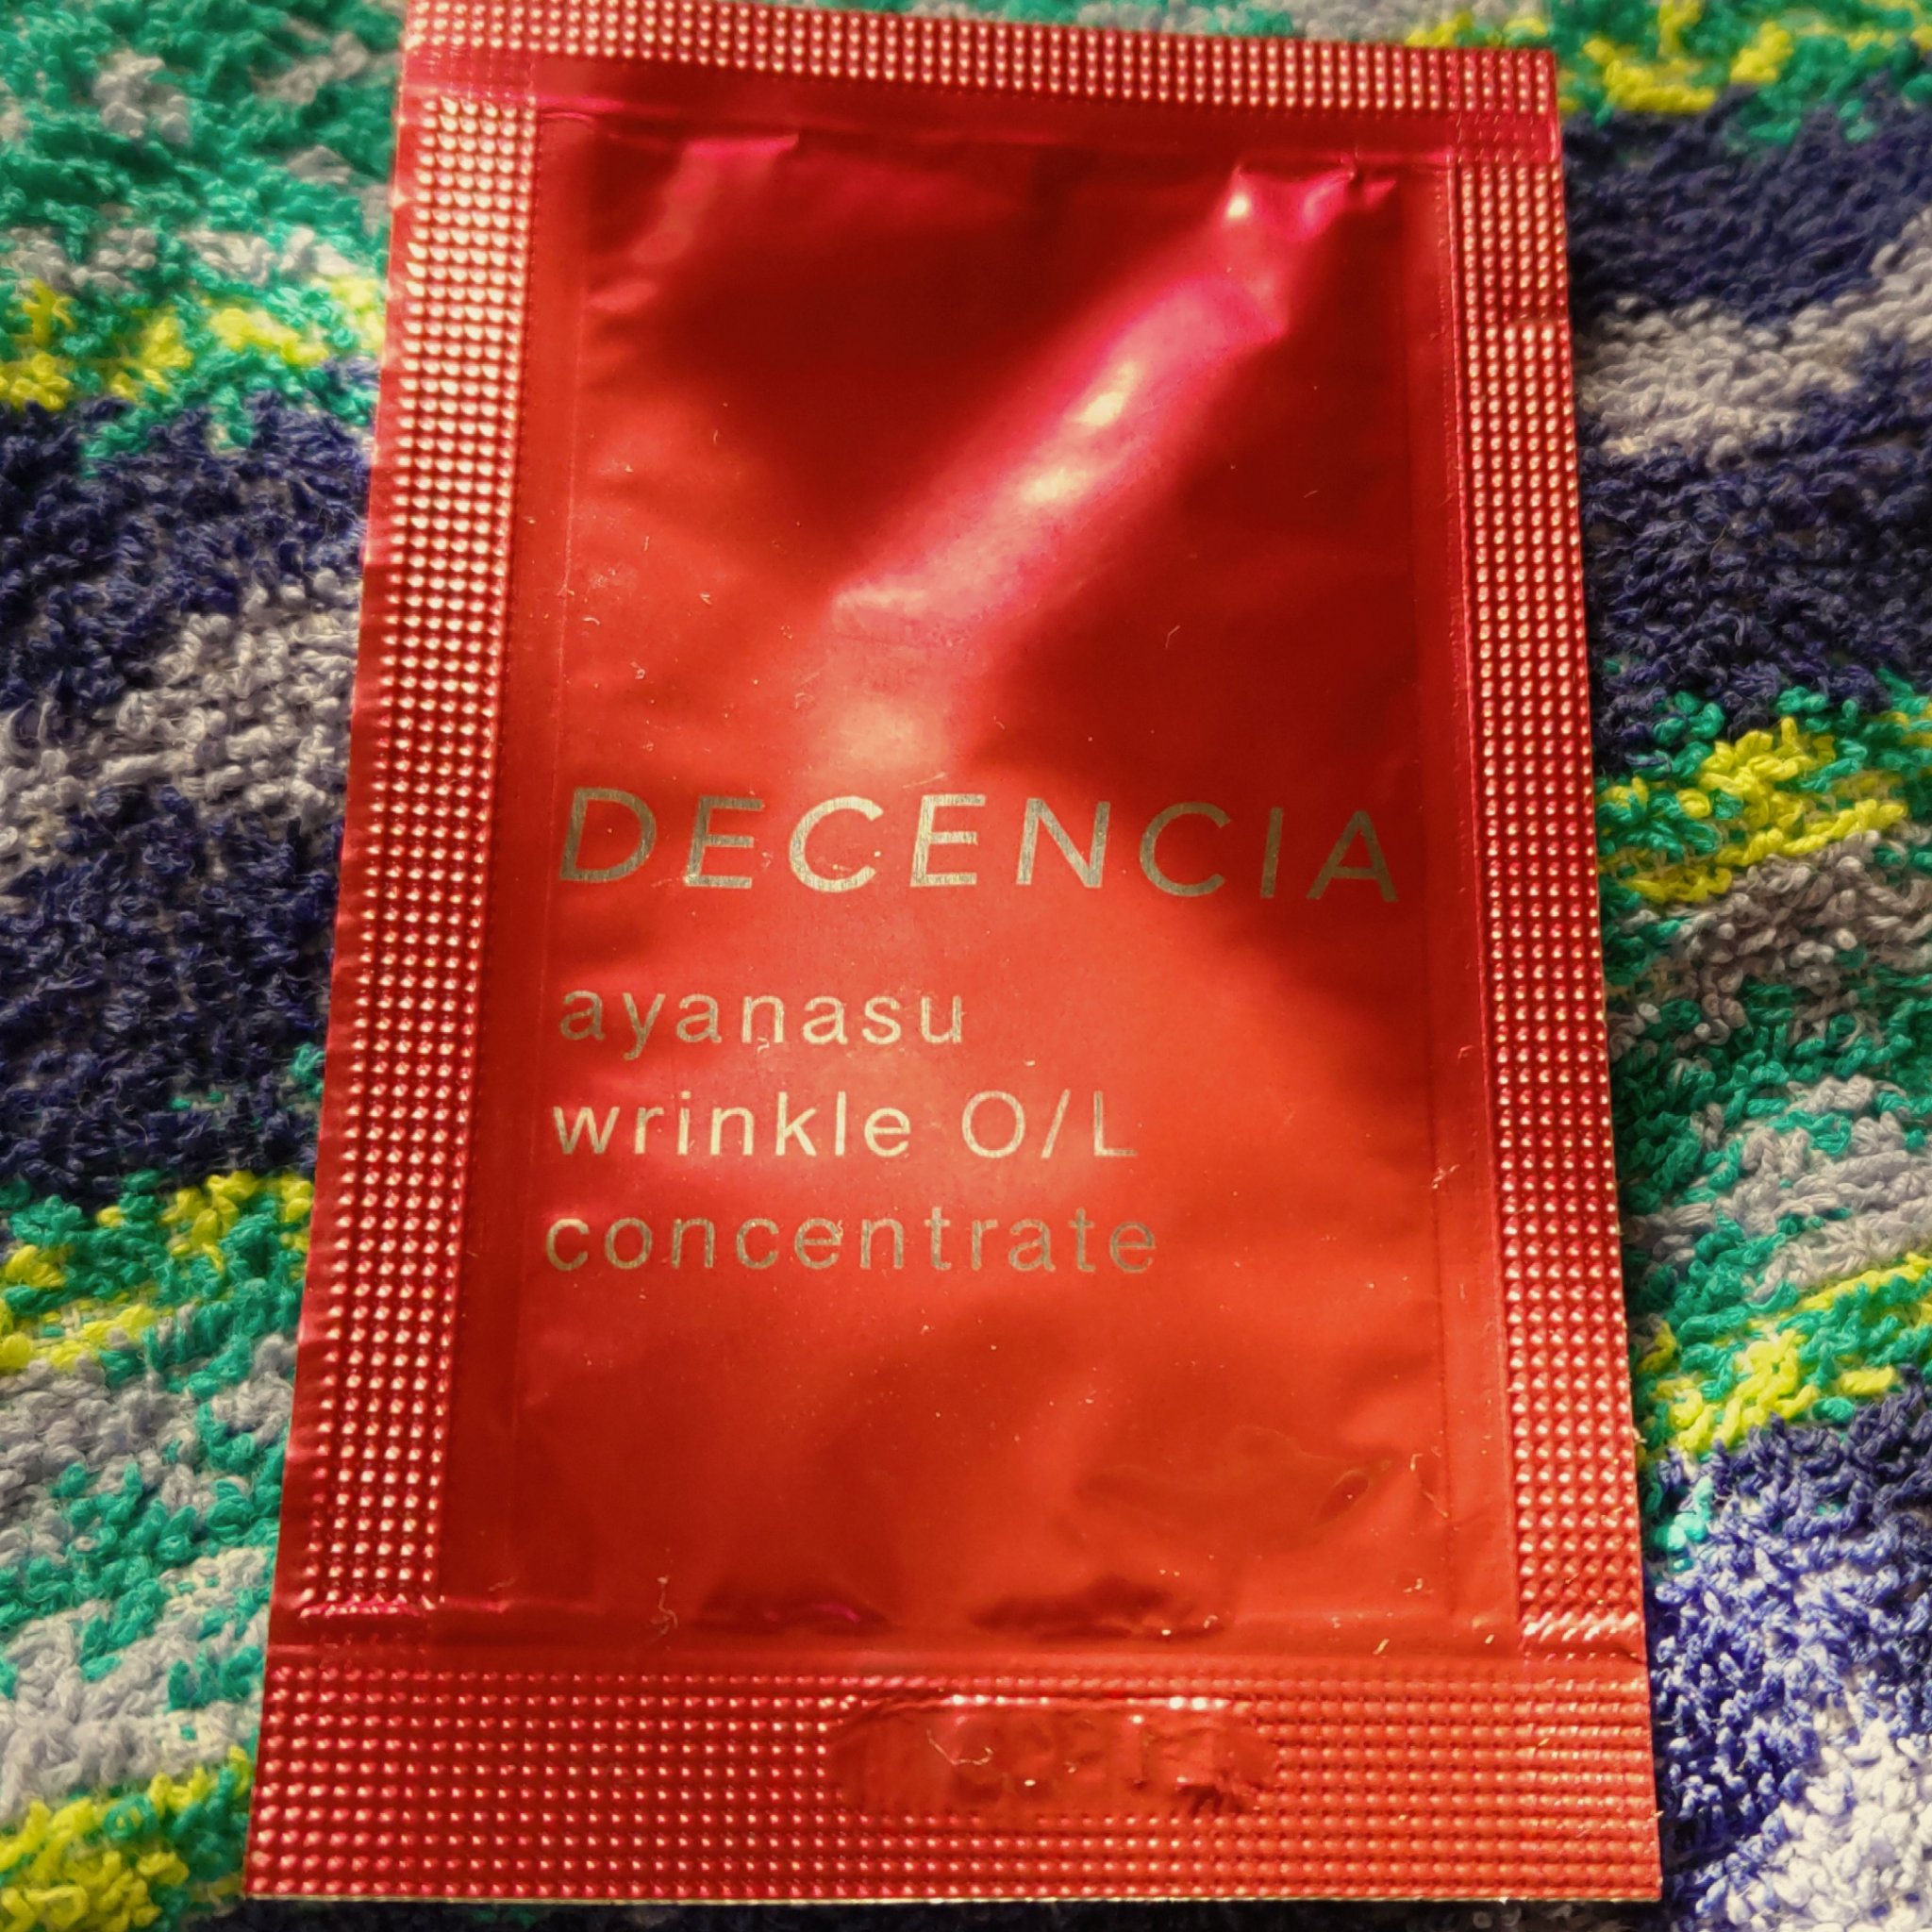 DECENCIA
ayanasu
wrinkle O/L
concentrate